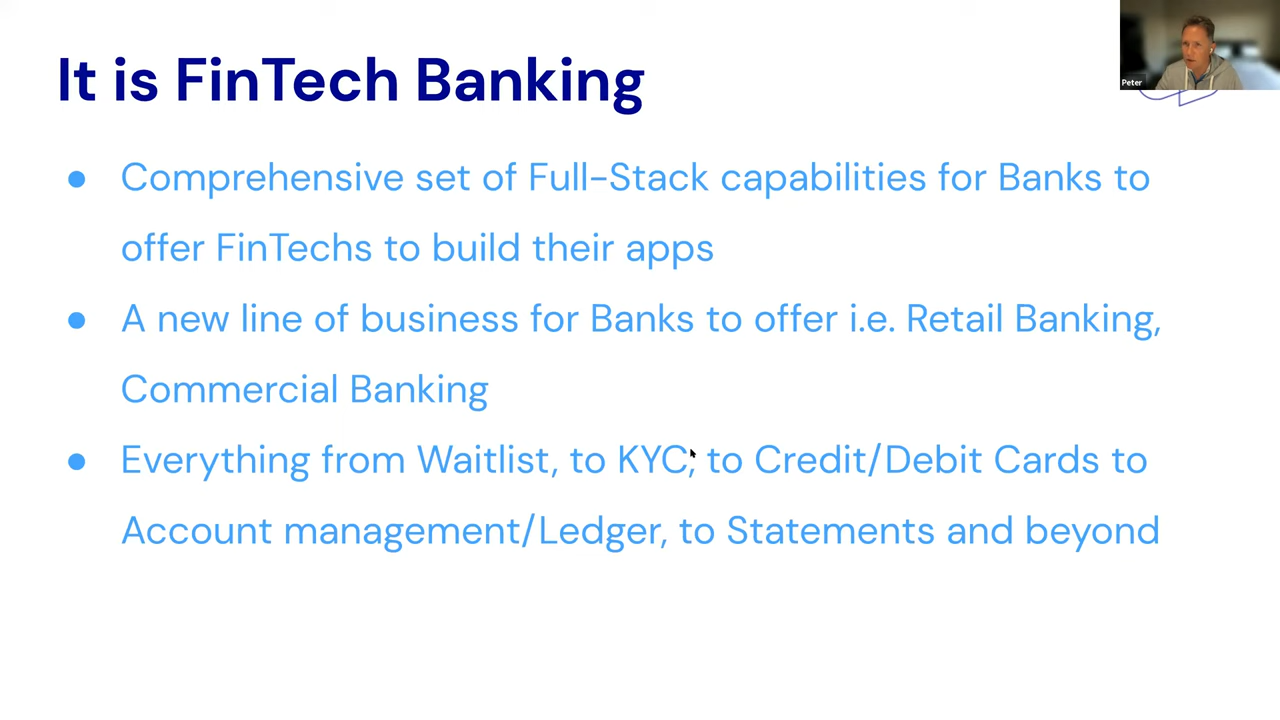 It is FinTech Banking
Peter
● Comprehensive set of Full-Stack capabilities for Banks to
offer FinTechs to build their apps
● A new line of business for Banks to offer i.e. Retail Banking,
Commercial Banking
● Everything from Waitlist, to KYC, to Credit/Debit Cards to
Account management/Ledger, to Statements and beyond